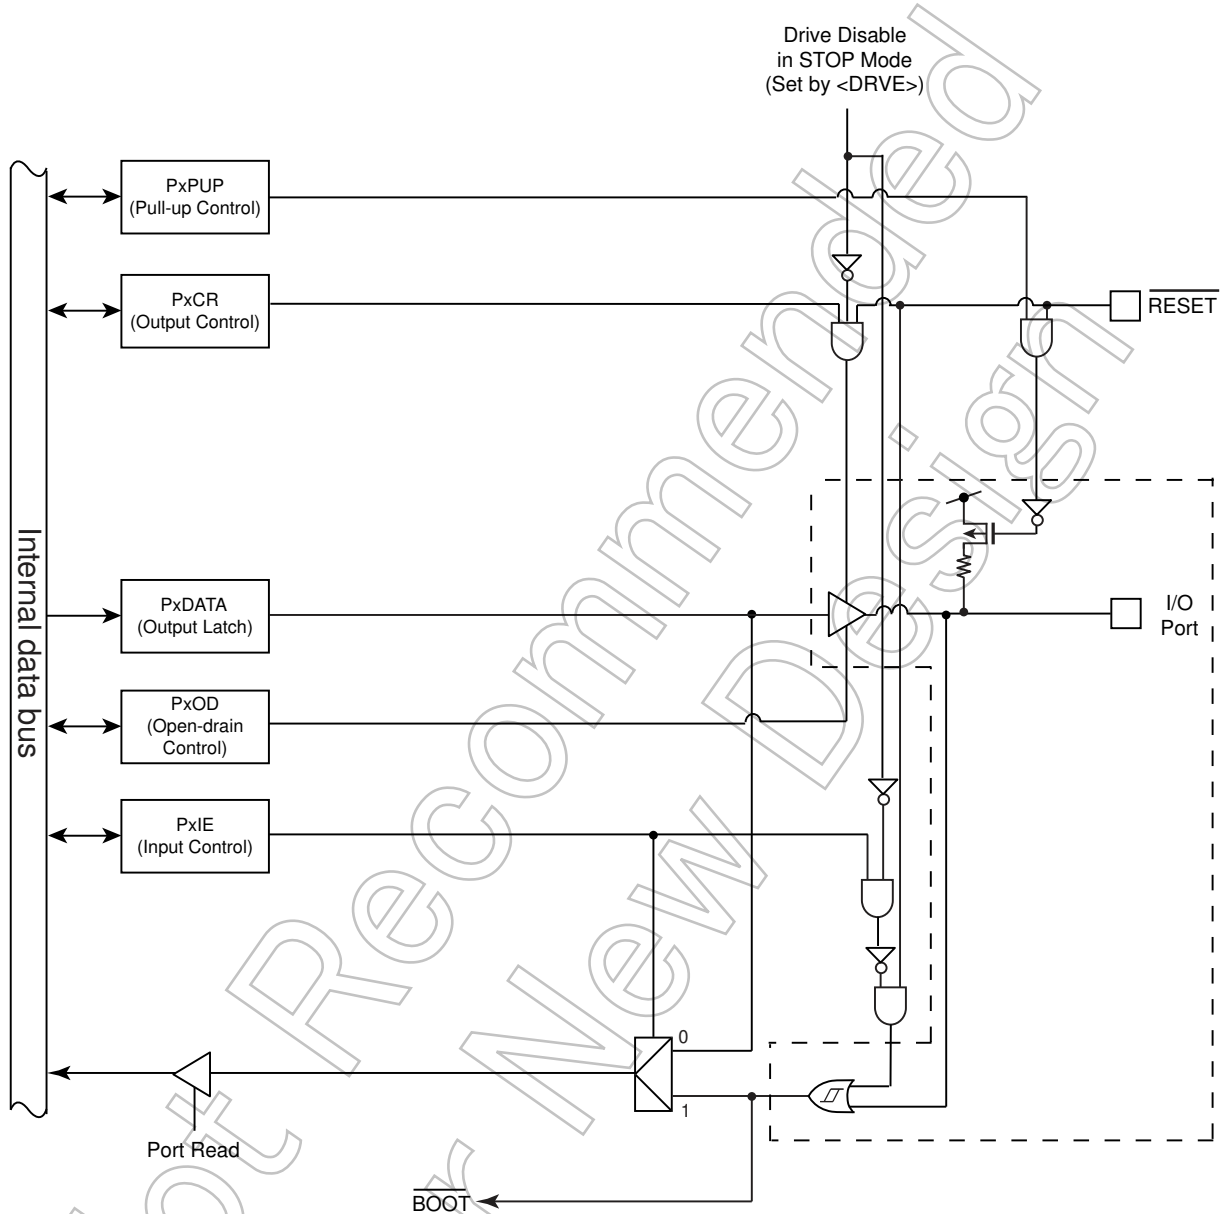 Drive Disable
in STOP Mode
(Set by <DRVE>)
PxPUP
(Pull-up Control)
PxCR
(Output Control)
RESET
Internal data bus
PxDATA
(Output Latch)
I/O
Port
PxOD
(Open-drain
Control)
PxIE
(Input Control)
0
1
Port Read
BOOT
Not Recommended
r New Design